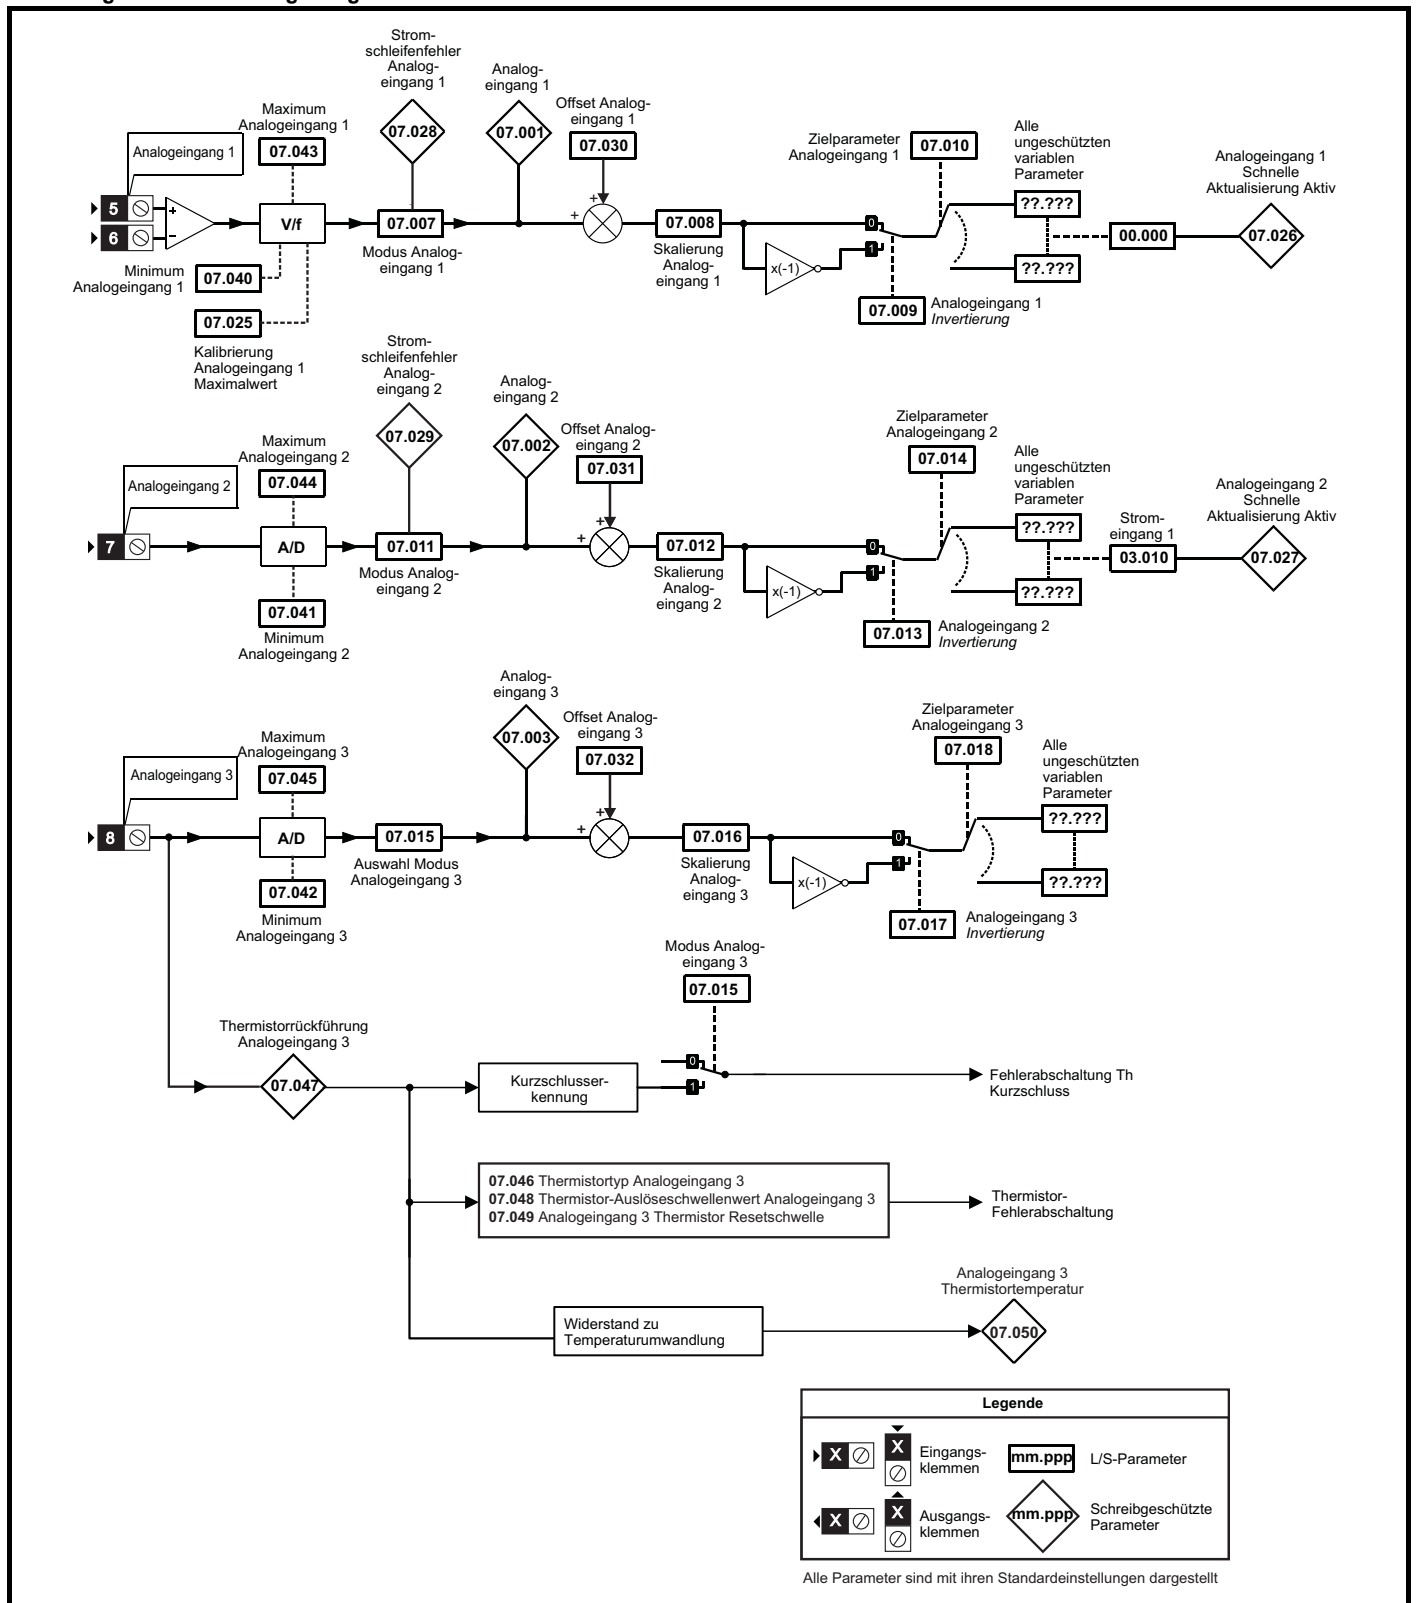 Strom-
schleifenfehler
Analog-
eingang 1
Analog-
eingang 1
Maximum
Analogeingang 1
Offset Analog-
eingang 1
07.028
07.001
07.043
07.030
Analogeingang 1
Zielparameter
Analogeingang 1
07.010
Alle
ungeschützten
variablen
Parameter
Analogeingang 1
Schnelle
Aktualisierung Aktiv
5
6
+
-
V/f
07.007
Modus Analog-
eingang 1
+
+
07.008
Skalierung
Analog-
eingang 1
x(-1)
0
1
??.???
??.???
00.000
07.026
Minimum
Analogeingang 1
07.040
07.025
Kalibrierung
Analogeingang 1
Maximalwert
07.009
Analogeingang 1
Invertierung
Strom-
schleifenfehler
Analog-
eingang 2
Analog-
eingang 2
Maximum
Analogeingang 2
Offset Analog-
eingang 2
07.029
07.002
07.044
07.031
Analogeingang 2
Zielparameter
Analogeingang 2
07.014
Alle
ungeschützten
variablen
Parameter
Strom-
eingang 1
Analogeingang 2
Schnelle
Aktualisierung Aktiv
7
A/D
07.011
Modus Analog-
eingang 2
+
+
07.012
Skalierung
Analog-
eingang 2
x(-1)
0
1
??.???
??.???
03.010
07.027
07.041
Minimum
Analogeingang 2
07.013
Analogeingang 2
Invertierung
Analog-
eingang 3
Maximum
Analogeingang 3
Offset Analog-
eingang 3
07.003
07.045
07.032
Analogeingang 3
Zielparameter
Analogeingang 3
07.018
Alle
ungeschützten
variablen
Parameter
8
A/D
07.015
Auswahl Modus
Analogeingang 3
+
+
07.016
Skalierung
Analog-
eingang 3
x(-1)
0
1
??.???
??.???
07.042
Minimum
Analogeingang 3
07.017
Analogeingang 3
Invertierung
Modus Analog-
eingang 3
07.015
Thermistorrückführung
Analogeingang 3
07.047
Kurzschlusser-
kennung
0
1
Fehlerabschaltung Th
Kurzschluss
07.046 Thermistortyp Analogeingang 3
07.048 Thermistor-Auslöseschwellenwert Analogeingang 3
07.049 Analogeingang 3 Thermistor Resetschwelle
Thermistor-
Fehlerabschaltung
Analogeingang 3
Thermistortemperatur
Widerstand zu
Temperaturumwandlung
07.050
Legende
X
X
Eingangs-
klemmen
mm.ppp
L/S-Parameter
X
X
Ausgangs-
klemmen
mm.ppp
Schreibgeschützte
Parameter
Alle Parameter sind mit ihren Standardeinstellungen dargestellt